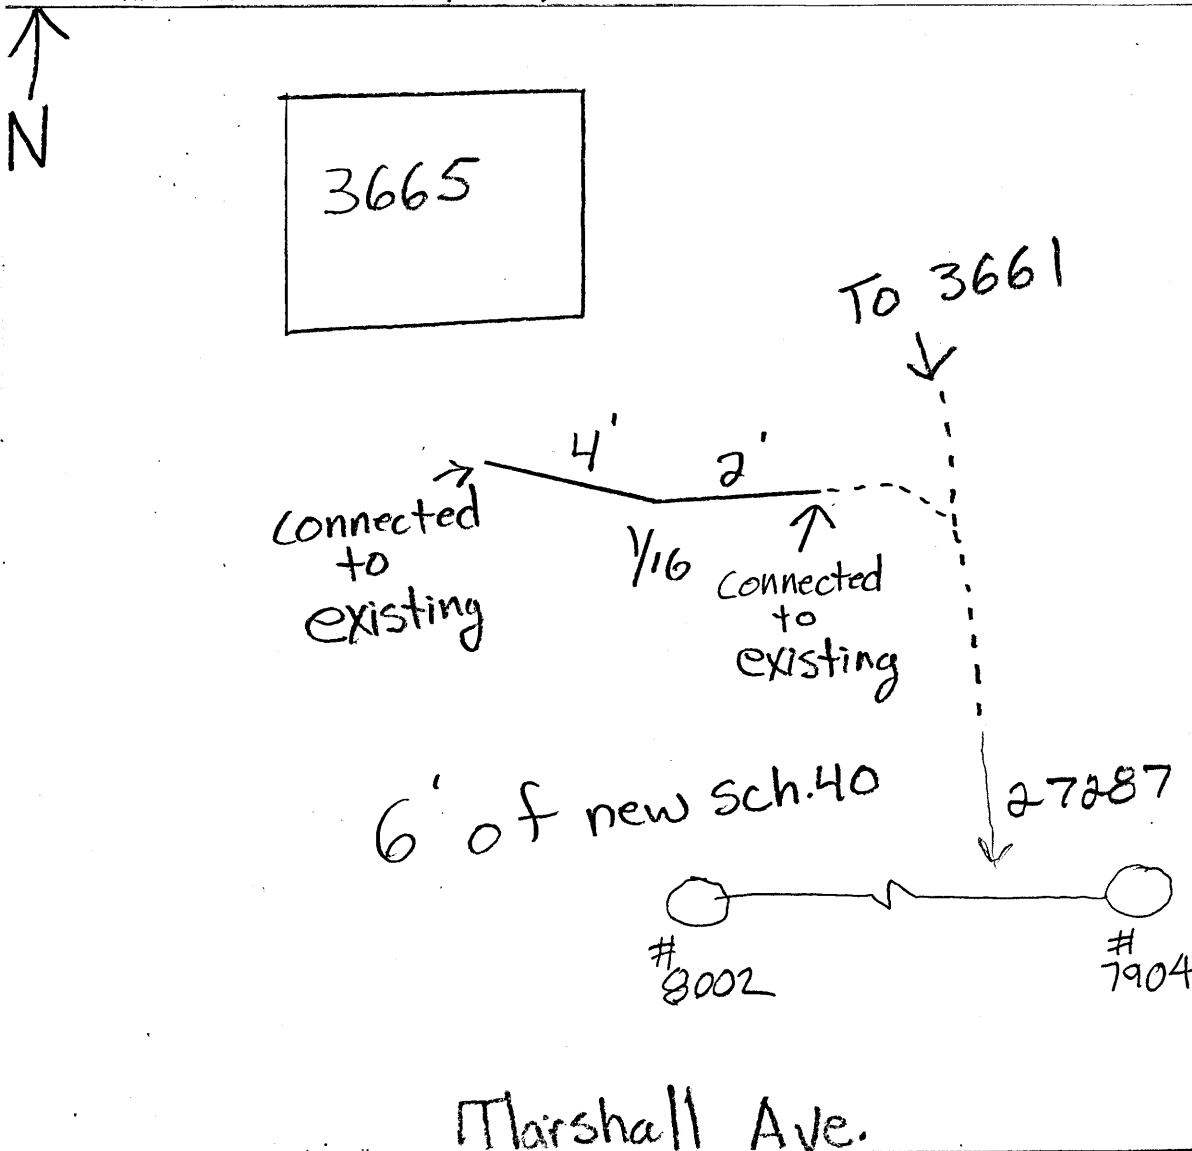 N
3665
To 3661
4'
2'
connected
to
existing
1/16
connected
to
existing
6' of new sch.40
27287
#
8002
#
7904
Marshall Ave.